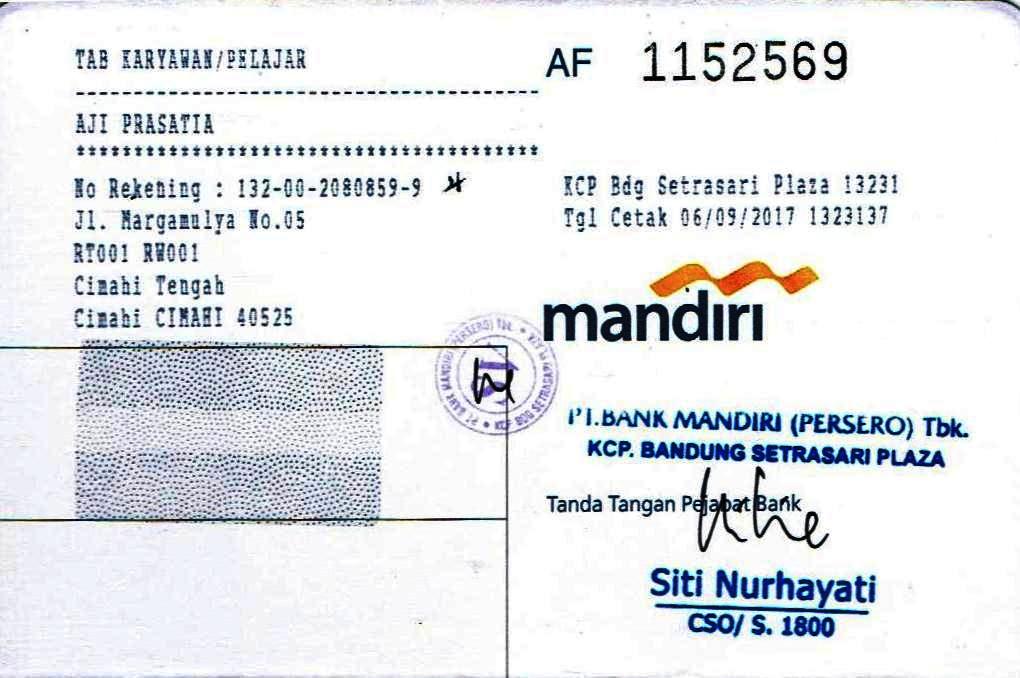 TAB KARYAWAN/PELAJAR
AF 1152569
----------------------------------------
AJI PRASATIA
****************************************
No Rekening : 132-00-2080859-9
Jl. Margamulya No.05
RT001 RW001
Cimahi Tengah
Cimahi CIMAHI 40525
KCP Bdg Setrasari Plaza 13231
Tgl Cetak 06/09/2017 1323137
mandiri
PT.BANK MANDIRI (PERSERO) Tbk.
KCP. BANDUNG SETRASARI PLAZA
Tanda Tangan Pejabat Bank
Siti Nurhayati
CSO/ S. 1800
PT BANK MANDIRI (PERSERO) Tbk.
KCP BDG SETRASARI